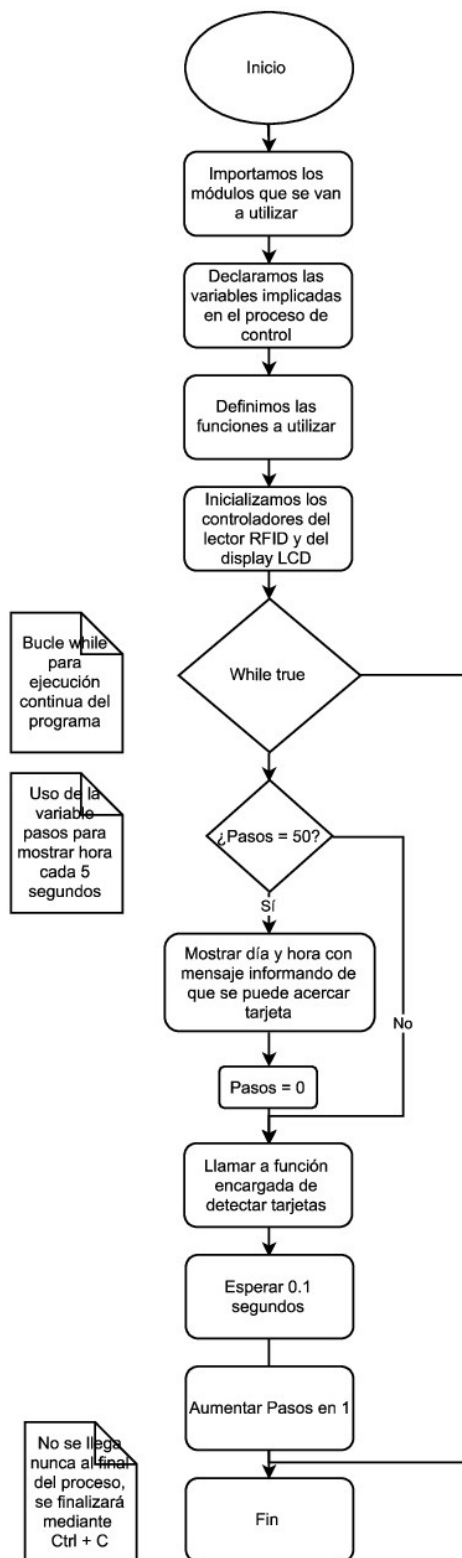 Inicio
Importamos los
módulos que se van
a utilizar
Declaramos las
variables implicadas
en el proceso de
control
Definimos las
funciones a utilizar
Inicializamos los
controladores del
lector RFID y del
display LCD
Bucle while
para
ejecución
continua del
programa
While true
Uso de la
variable
pasos para
mostrar hora
cada 5
segundos
¿Pasos = 50?
Sí
Mostrar día y hora con
mensaje informando de
que se puede acercar
tarjeta
No
Pasos = 0
Llamar a función
encargada de
detectar tarjetas
Esperar 0.1
segundos
Aumentar Pasos en 1
No se llega
nunca al final
del proceso,
se finalizará
mediante
Ctrl + C
Fin